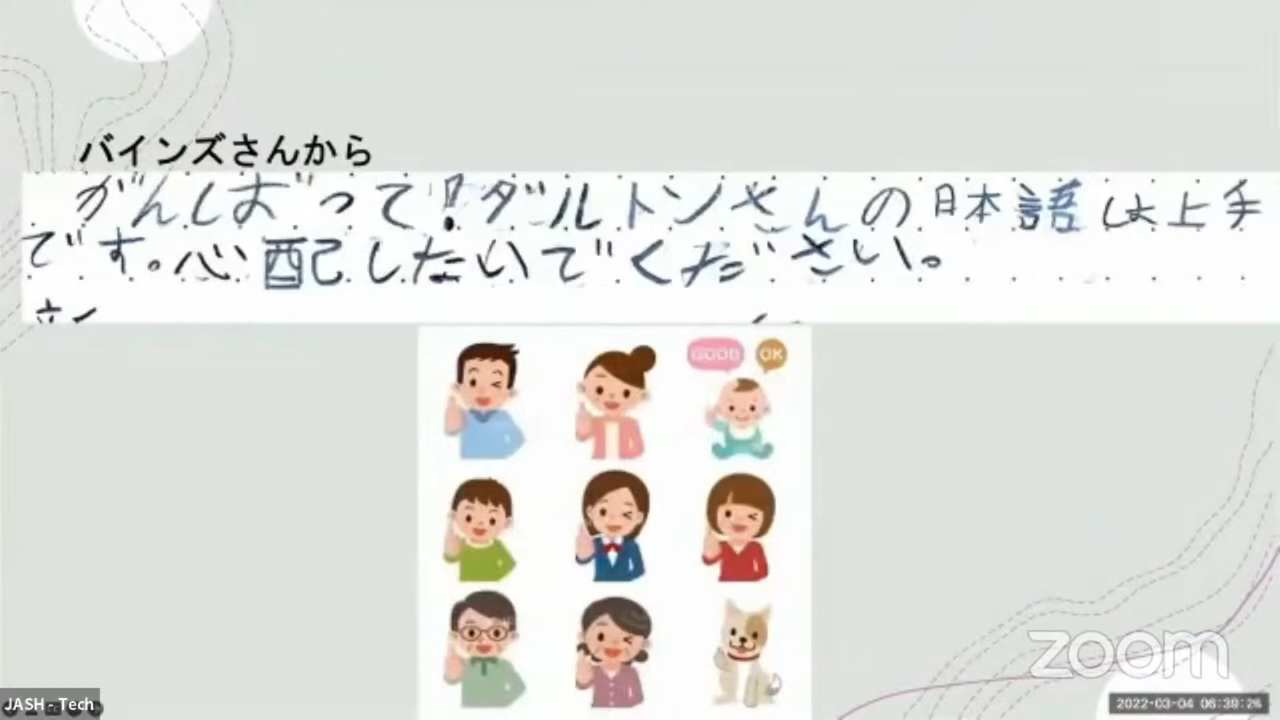 バインズさんから
がんばって!ダルトンさんの日本語は上手
です。心配しないでください。
GOOD OK
zoom
JASH - Tech
2022-03-04 06:39:26